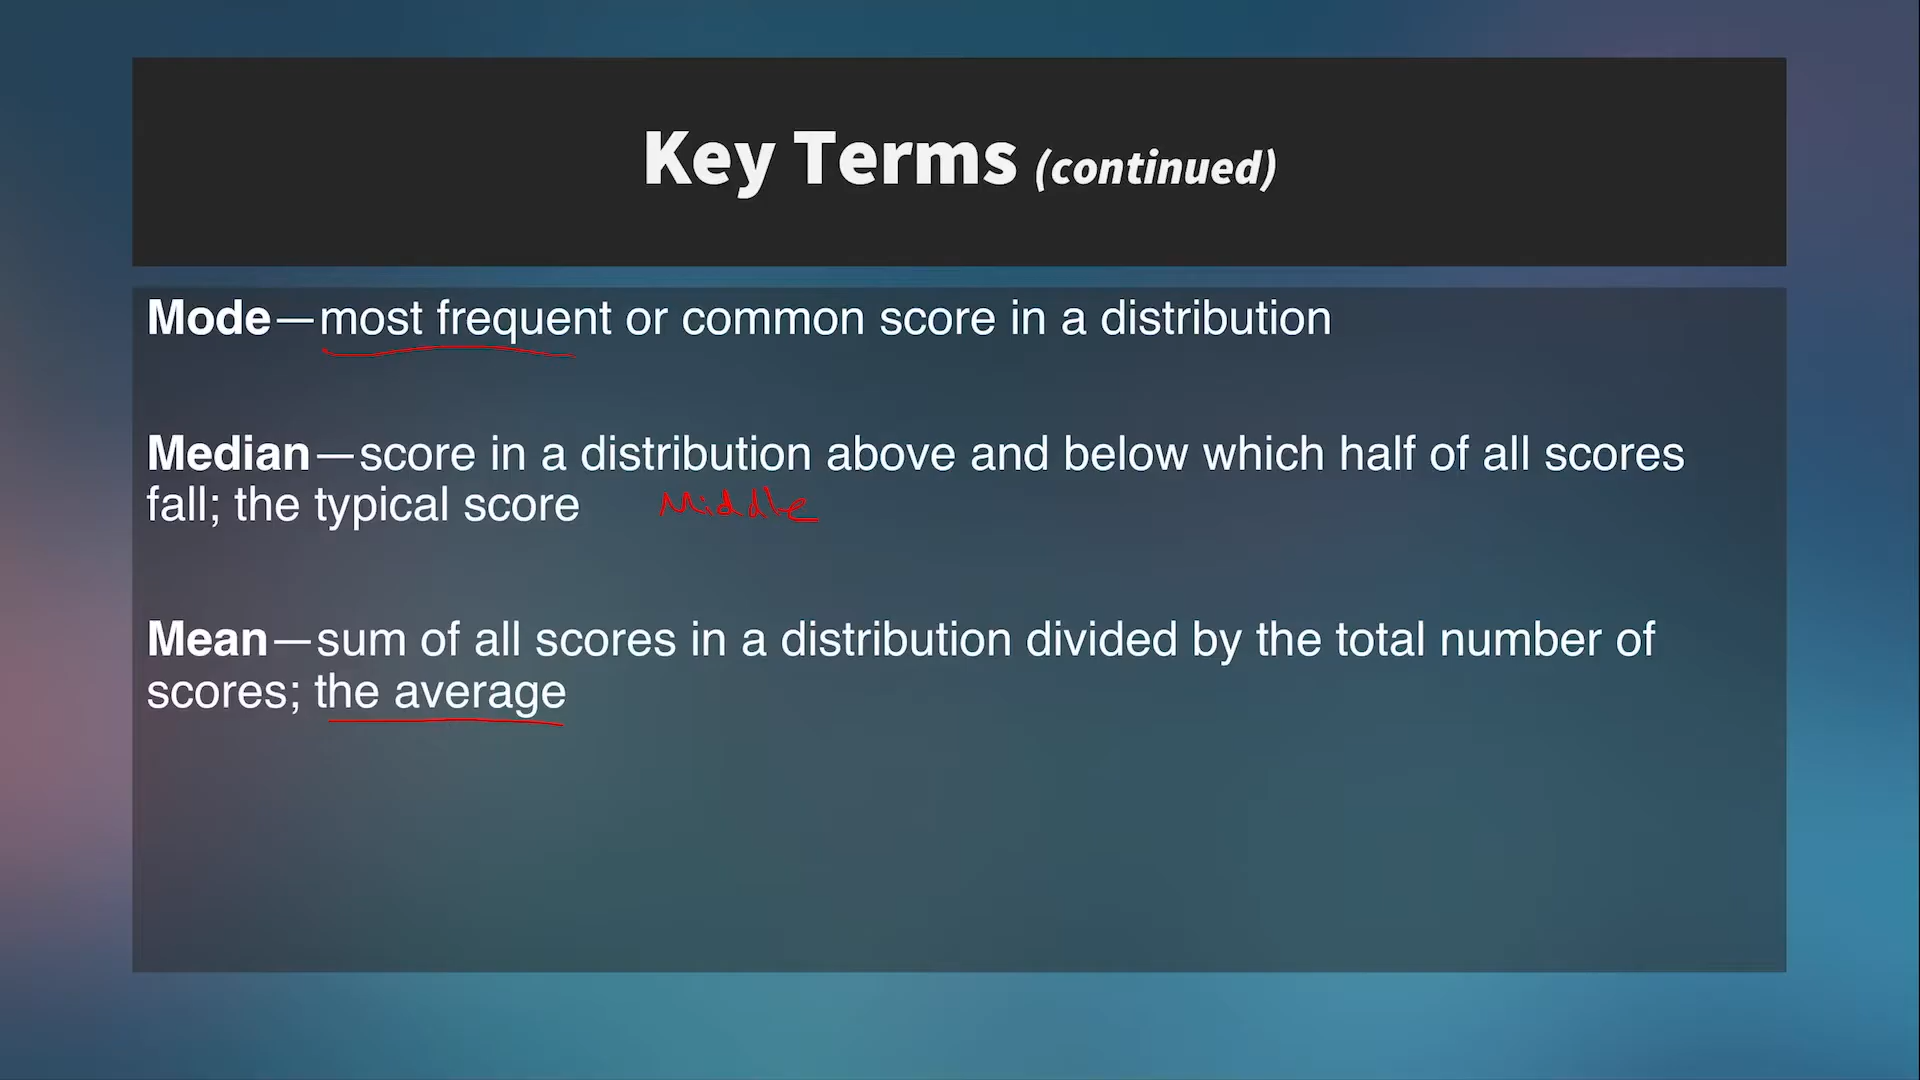 Key Terms (continued)
Mode—most frequent or common score in a distribution
Median—score in a distribution above and below which half of all scores
fall; the typical score Middle
Mean—sum of all scores in a distribution divided by the total number of
scores; the average